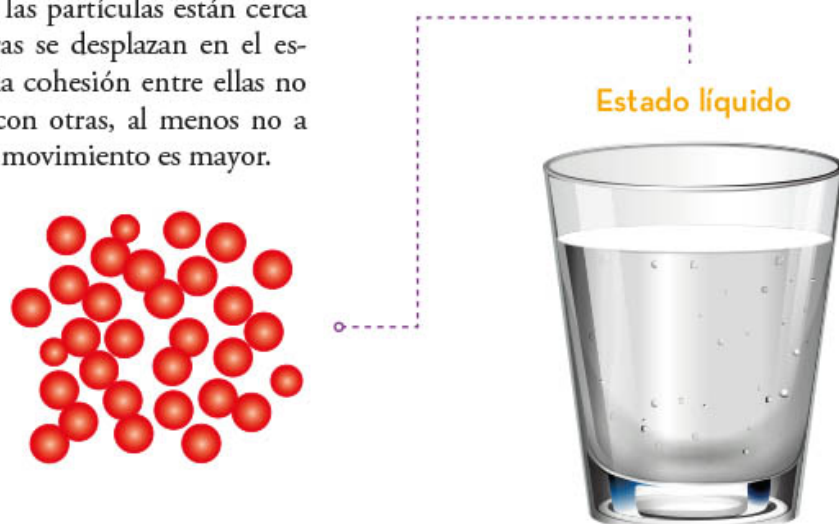 las partículas están cerca
ras se desplazan en el es-
a cohesión entre ellas no
con otras, al menos no a
movimiento es mayor.
Estado líquido